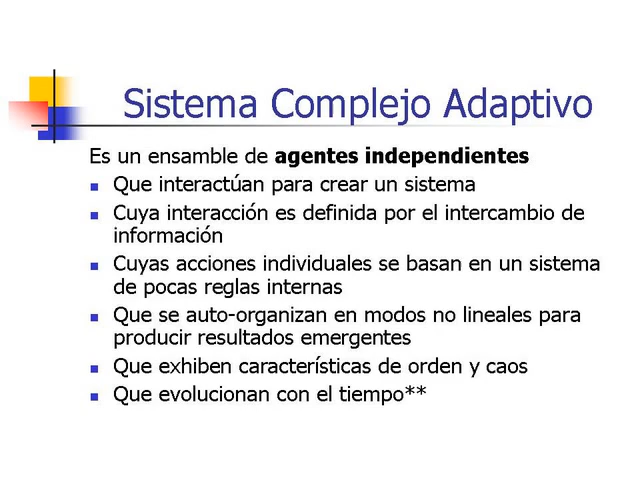 Sistema Complejo Adaptivo
Es un ensamble de agentes independientes
Que interactúan para crear un sistema
Cuya interacción es definida por el intercambio de
información
Cuyas acciones individuales se basan en un sistema
de pocas reglas internas
Que se auto-organizan en modos no lineales para
producir resultados emergentes
Que exhiben características de orden y caos
Que evolucionan con el tiempo**